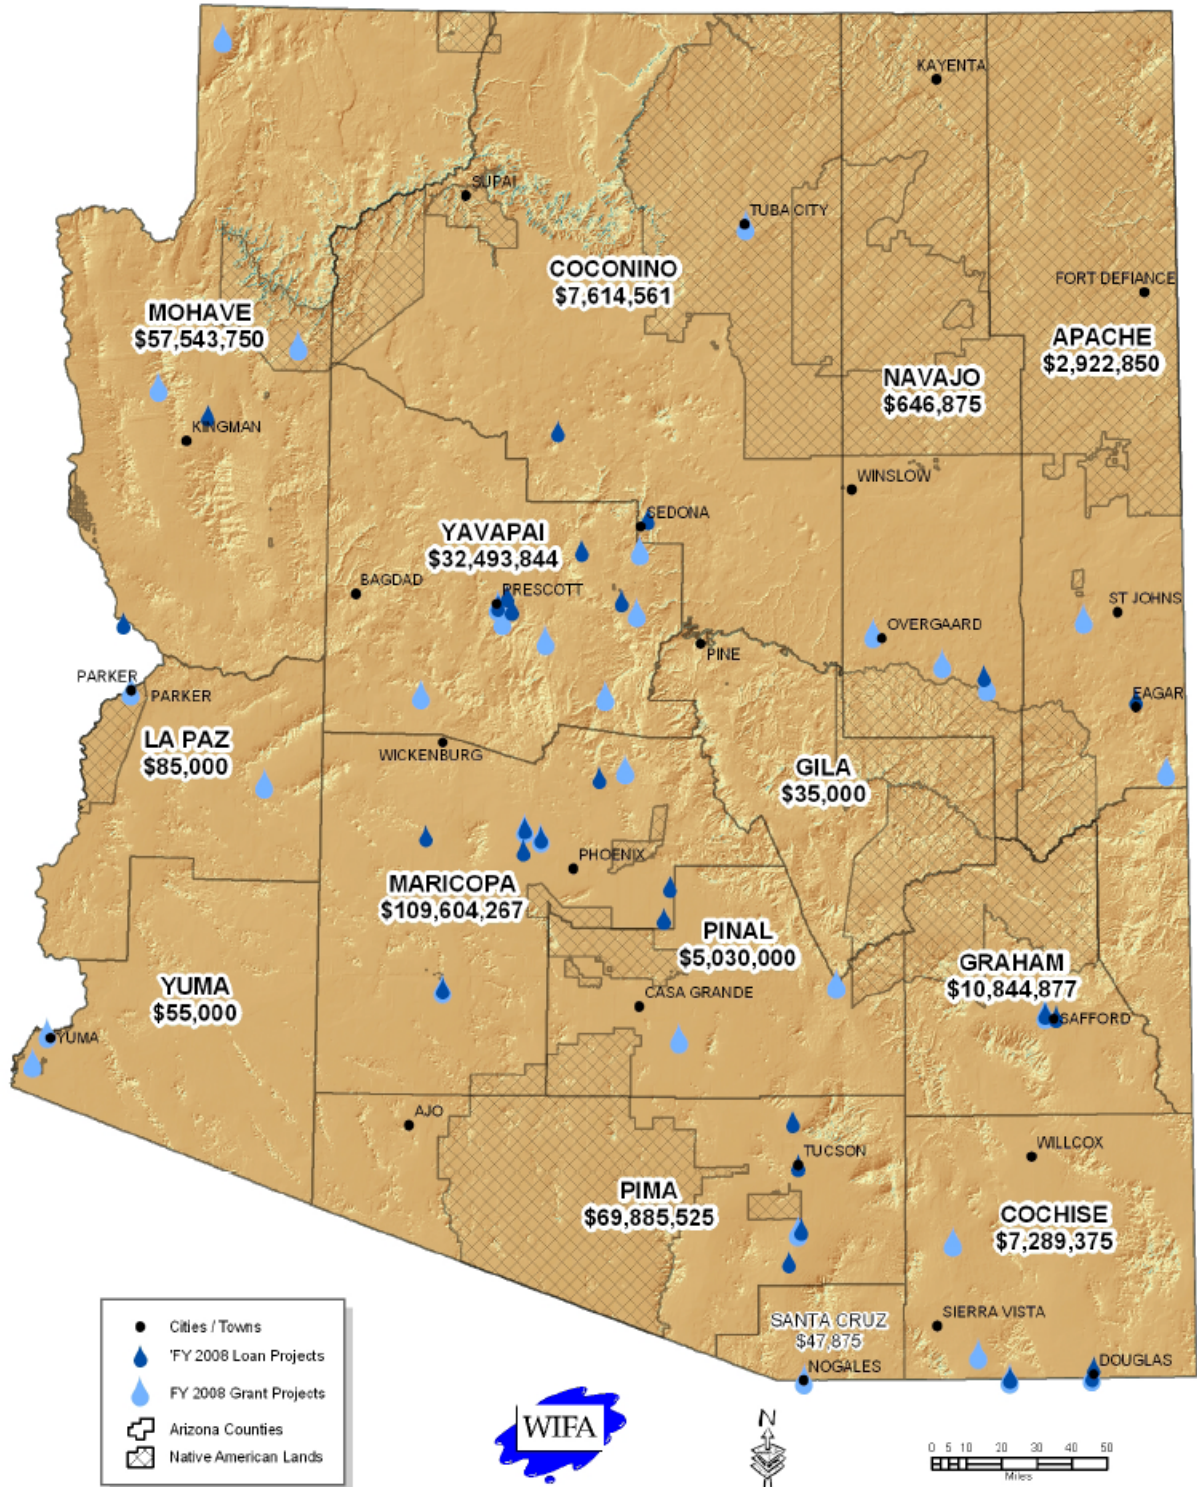 KAYENTA
SUPAI
TUBA CITY
COCONINO
$7,614,561
FORT DEFIANCE
MOHAVE
$57,543,750
APACHE
$2,922,850
NAVAJO
$646,875
KINGMAN
WINSLOW
SEDONA
YAVAPAI
$32,493,844
BAGDAD
PRESCOTT
ST JOHNS
OVERGAARD
PINE
PARKER
PARKER
EAGAR
LA PAZ
$85,000
WICKENBURG
GILA
$35,000
PHOENIX
MARICOPA
$109,604,267
PINAL
$5,030,000
GRAHAM
$10,844,877
YUMA
$55,000
CASA GRANDE
SAFFORD
YUMA
AJO
TUCSON
WILLCOX
PIMA
$69,885,525
COCHISE
$7,289,375
SANTA CRUZ
$47,875
SIERRA VISTA
NOGALES
DOUGLAS
Cities / Towns
'FY 2008 Loan Projects
FY 2008 Grant Projects
Arizona Counties
Native American Lands
WIFA
N
0 5 10 20 30 40 50
Miles